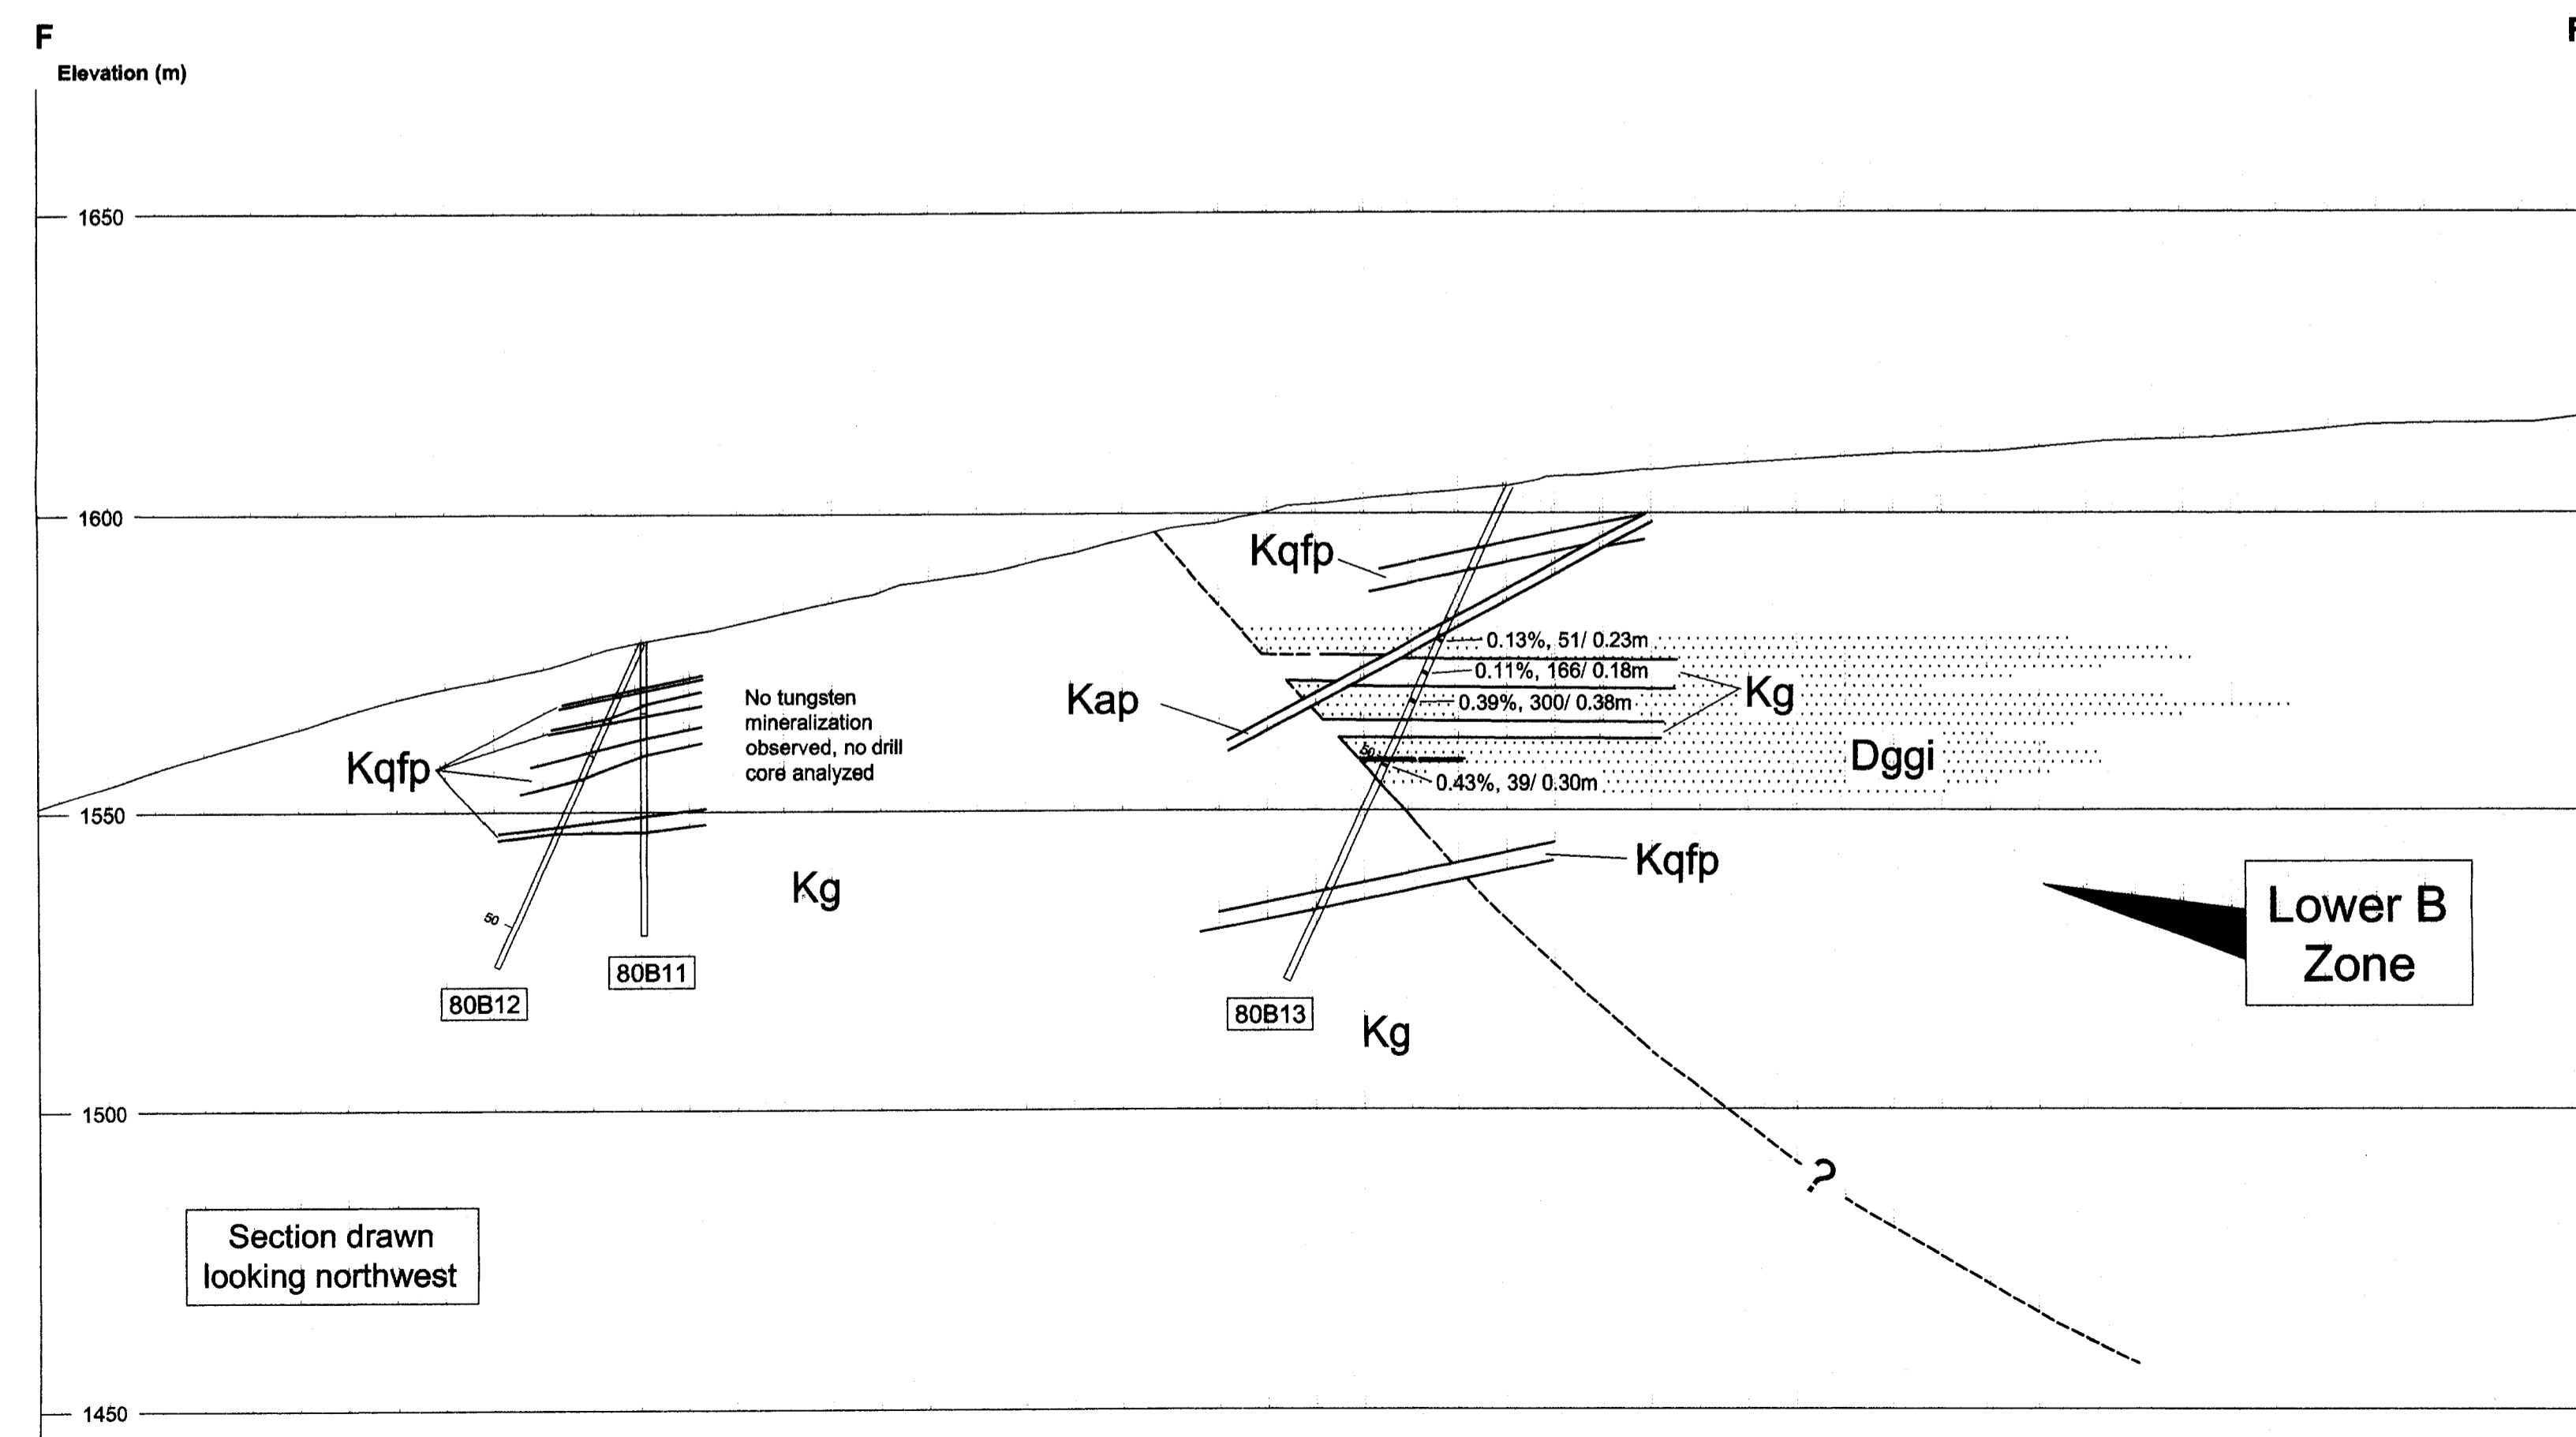 F
Elevation (m)
1650
1600
Kqfp
0.13%, 51/ 0.23m
0.11%, 166/ 0.18m
Kap
No tungsten
mineralization
observed, no drill
core analyzed
0.39%, 300/ 0.38m
Kg
Kqfp
50
Dggi
0.43%, 39/ 0.30m
1550
Kqfp
Kg
50
Lower B
Zone
80B11
80B12
80B13
Kg
1500
?
Section drawn
looking northwest
1450